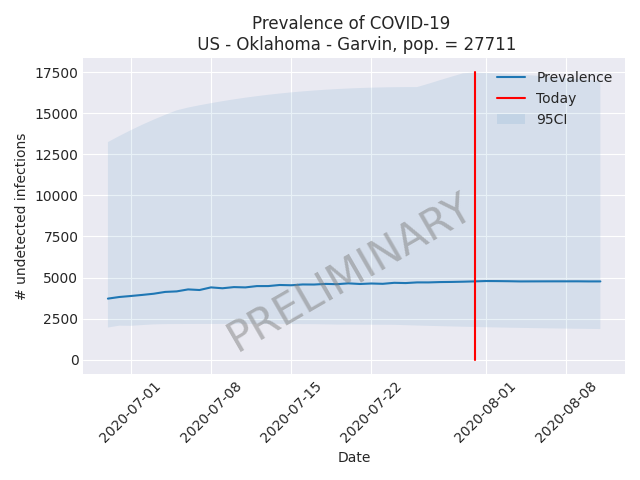 Prevalence of COVID-19
US - Oklahoma - Garvin, pop. = 27711
# undetected infections
17500
15000
12500
10000
7500
5000
2500
0
Prevalence
Today
95CI
PRELIMINARY
2020-07-01
2020-07-08
2020-07-15
2020-07-22
2020-08-01
2020-08-08
Date